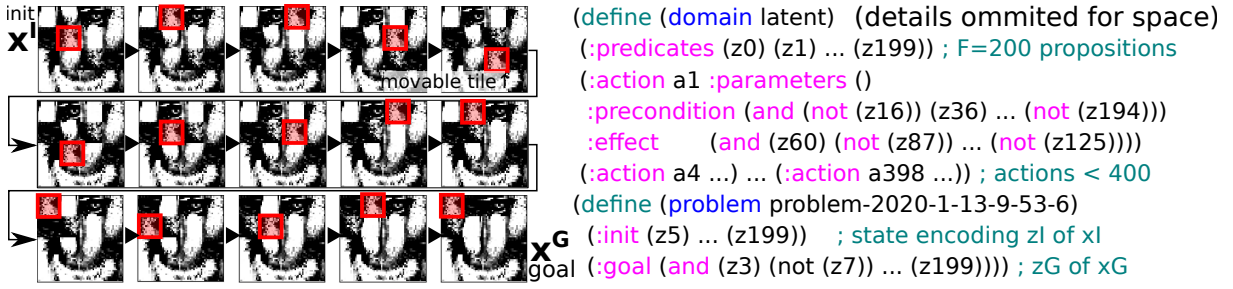 init
x^I
movable tile↑
x^G
goal
(define (domain latent) (details ommited for space)
(:predicates (z0) (z1) ... (z199)) ; F=200 propositions
(:action a1 :parameters ()
:precondition (and (not (z16)) (z36) ... (not (z194)))
:effect (and (z60) (not (z87)) ... (not (z125))))
(:action a4 ...) ... (:action a398 ...)) ; actions < 400
(define (problem problem-2020-1-13-9-53-6)
(:init (z5) ... (z199)) ; state encoding zI of xI
(:goal (and (z3) (not (z7)) ... (z199)))) ; zG of xG